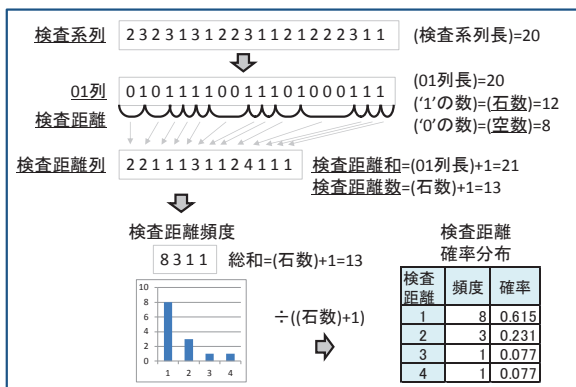 検査系列 2 3 2 3 1 3 1 2 2 3 1 1 2 1 2 2 2 3 1 1 (検査系列長)=20
01列 0 1 0 1 1 1 1 0 0 1 1 1 0 1 0 0 0 1 1 1 (01列長)=20
検査距離 ('1'の数)=(石数)=12
('0'の数)=(空数)=8
検査距離列 2 2 1 1 1 3 1 1 2 4 1 1 1 検査距離和=(01列長)+1=21
検査距離数=(石数)+1=13
検査距離頻度
8 3 1 1 総和=(石数)+1=13
10
8
6
4
2
0
1 2 3 4
÷((石数)+1)
検査距離
確率分布
検査距離 頻度 確率
1 8 0.615
2 3 0.231
3 1 0.077
4 1 0.077